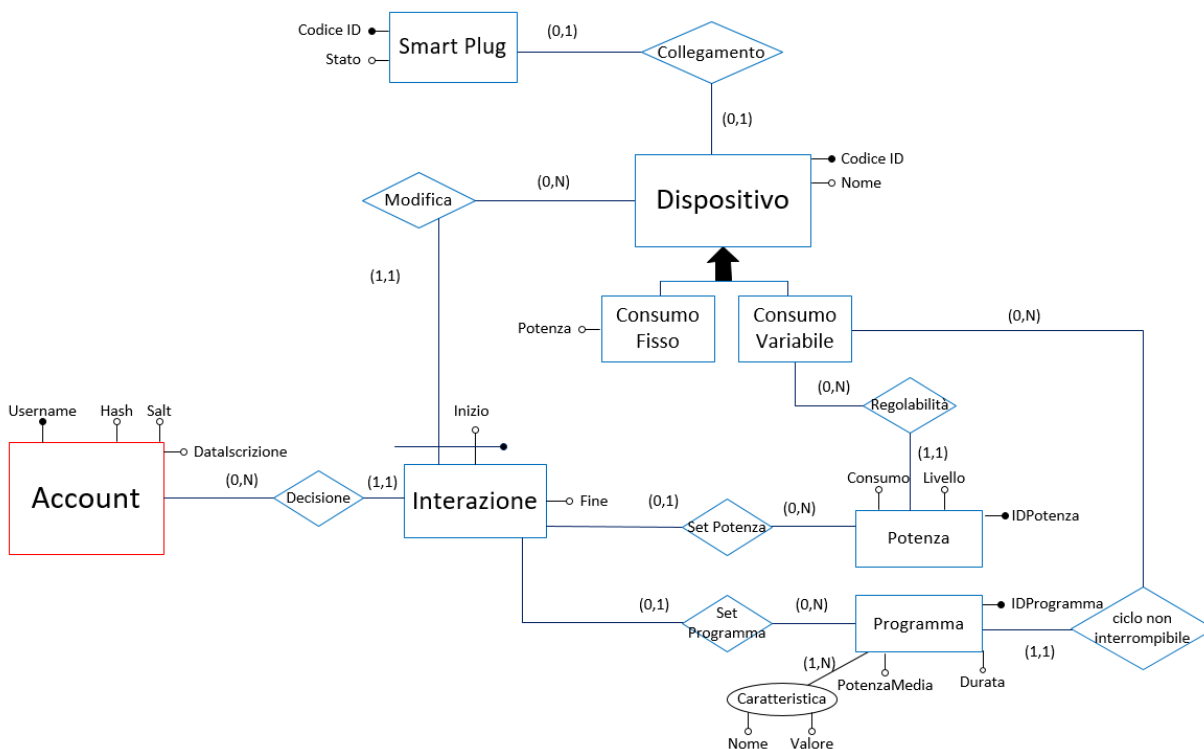 Codice ID
Stato
Smart Plug
(0,1)
Collegamento
(0,1)
Codice ID
Nome
Dispositivo
(0,N)
Modifica
(1,1)
Potenza
Consumo
Fisso
Consumo
Variabile
(0,N)
(0,N)
Regolabilità
(1,1)
Username
Hash
Salt
DataIscrizione
Account
(0,N)
Decisione
(1,1)
Inizio
Interazione
Fine
(0,1)
Set Potenza
(0,N)
Consumo
Livello
IDPotenza
Potenza
(0,1)
Set
Programma
(0,N)
Programma
IDProgramma
(1,1)
ciclo non
interrompibile
(1,N)
PotenzaMedia
Durata
Caratteristica
Nome
Valore